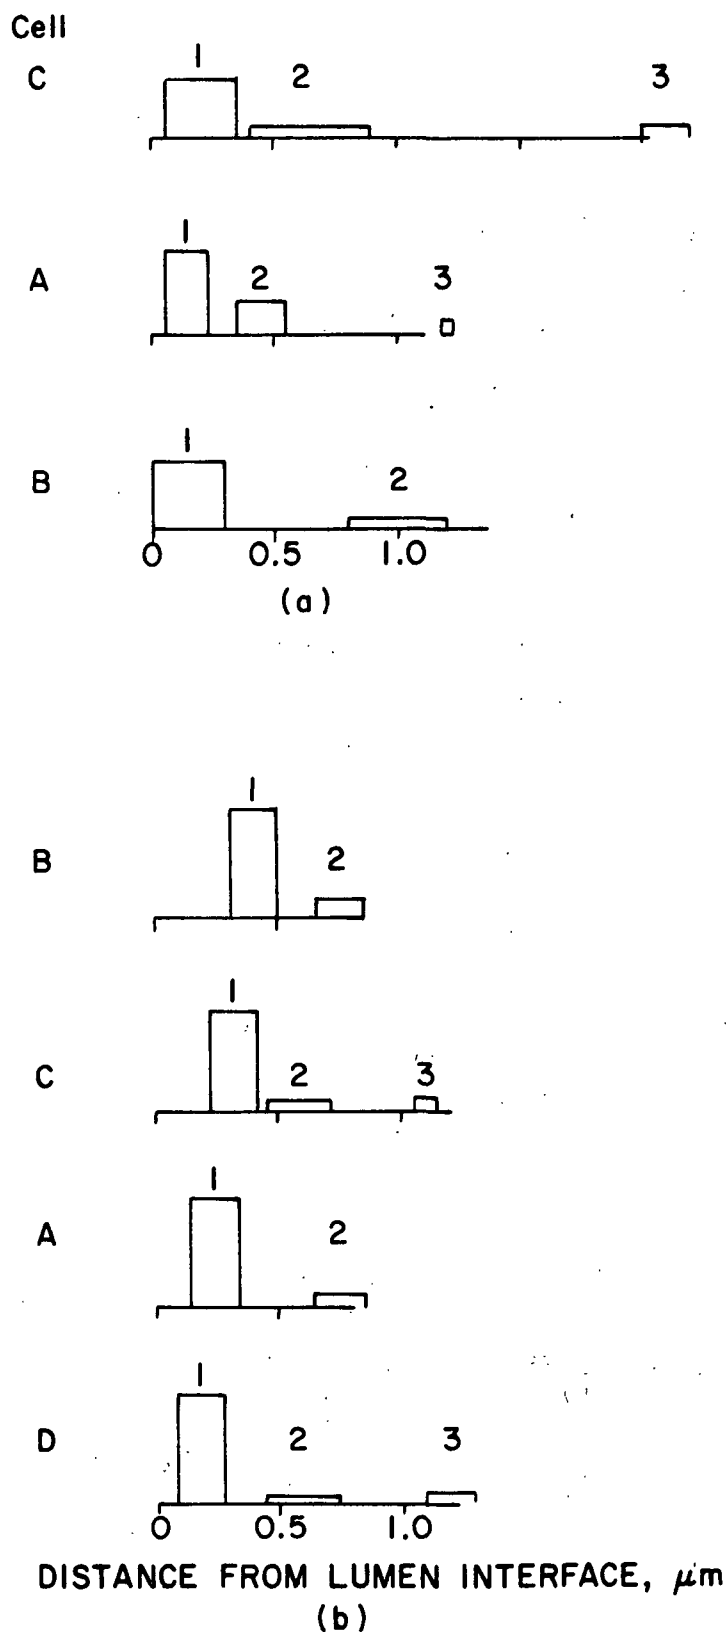 Cell
1
C 2 3
1
A 2 3
1
B 2
0 0.5 1.0
(a)
1
B 2
1
C 2 3
1
A 2
1
D 2 3
0 0.5 1.0
DISTANCE FROM LUMEN INTERFACE, μm
(b)